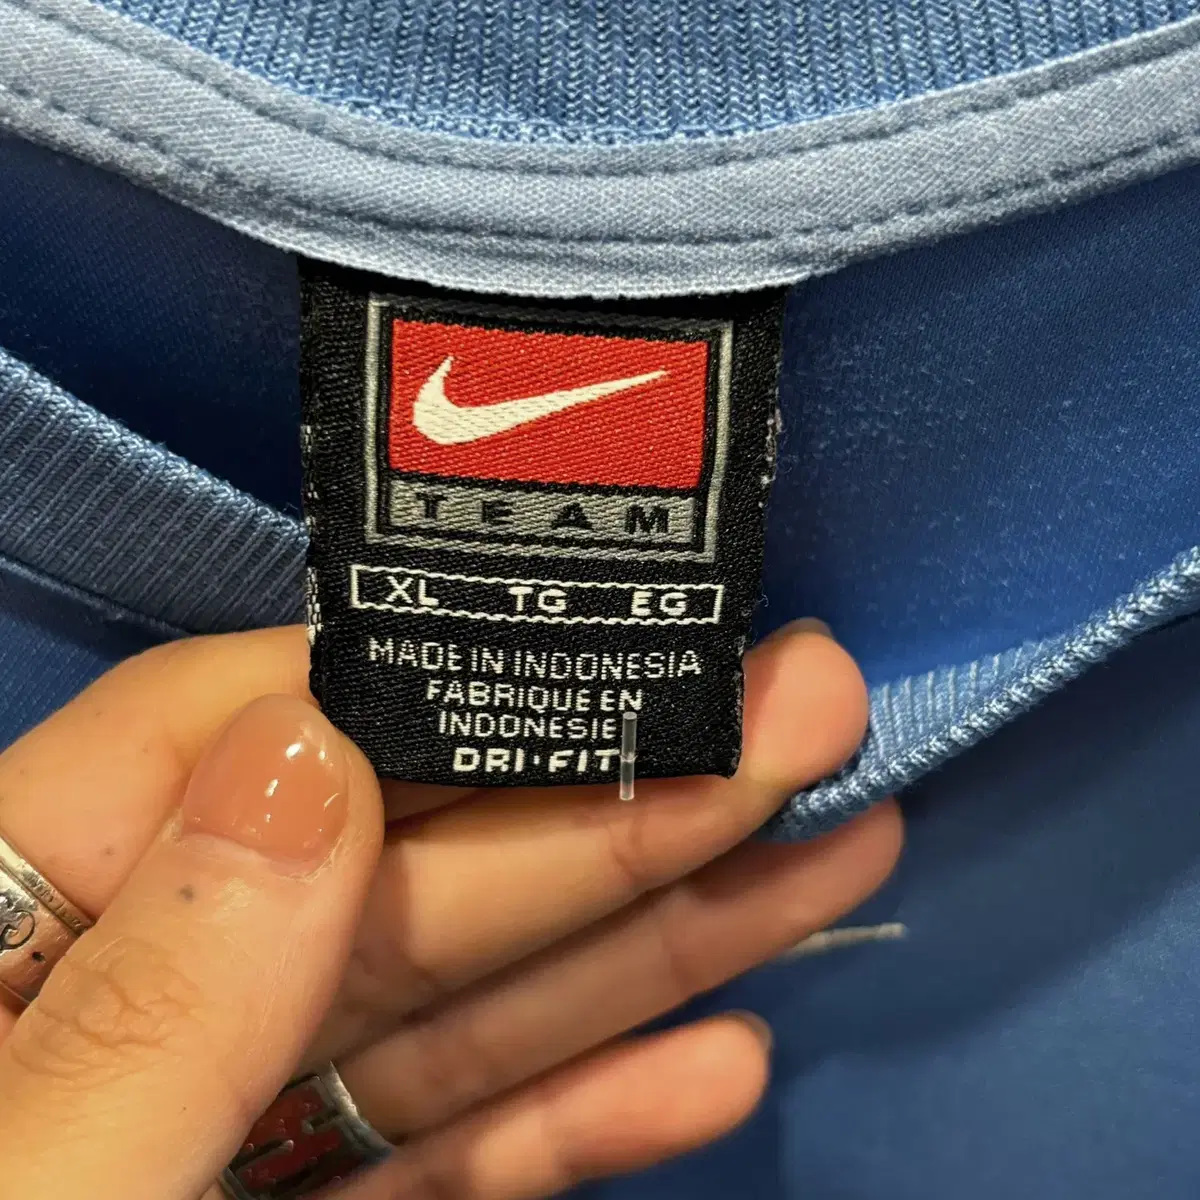 TEAM
XL TG EG
MADE IN INDONESIA
FABRIQUE EN
INDONESIE
DRI·FIT